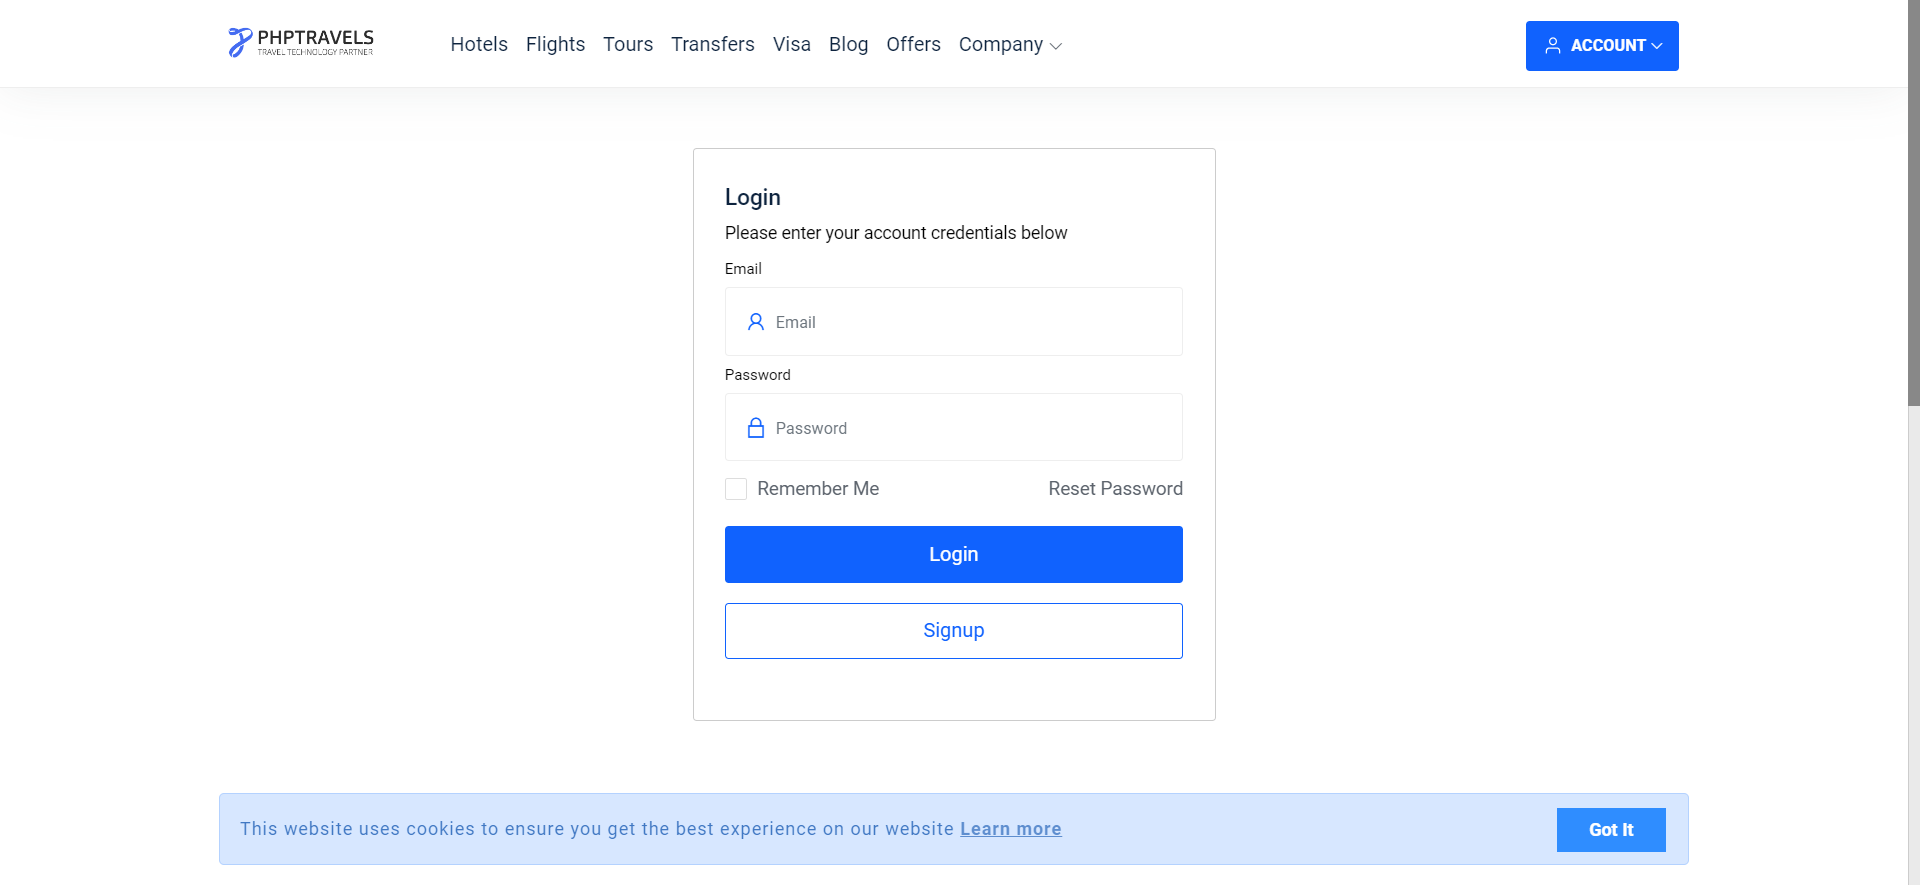 PHPTRAVELS
TRAVEL TECHNOLOGY PARTNER
Hotels Flights Tours Transfers Visa Blog Offers Company
ACCOUNT
Login
Please enter your account credentials below
Email
Email
Password
Password
Remember Me Reset Password
Login
Signup
This website uses cookies to ensure you get the best experience on our website Learn more
Got It